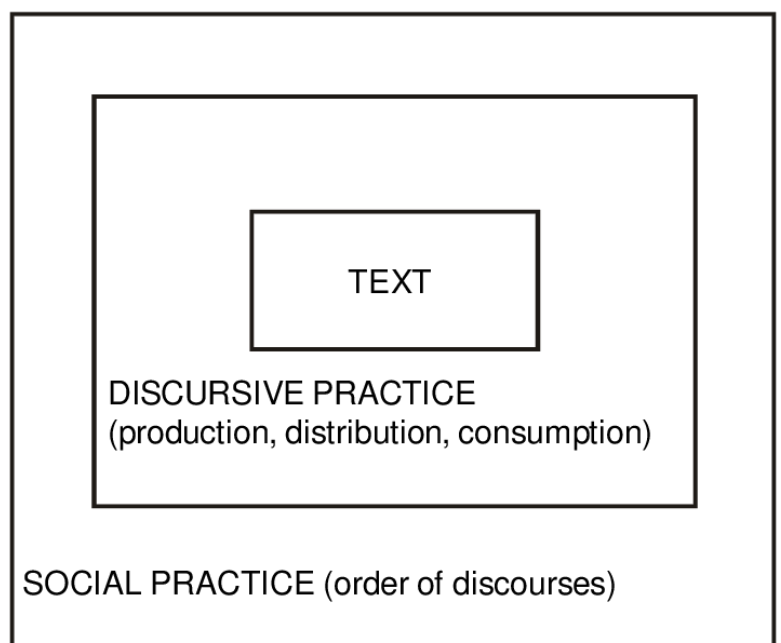 TEXT
DISCURSIVE PRACTICE
(production, distribution, consumption)
SOCIAL PRACTICE (order of discourses)